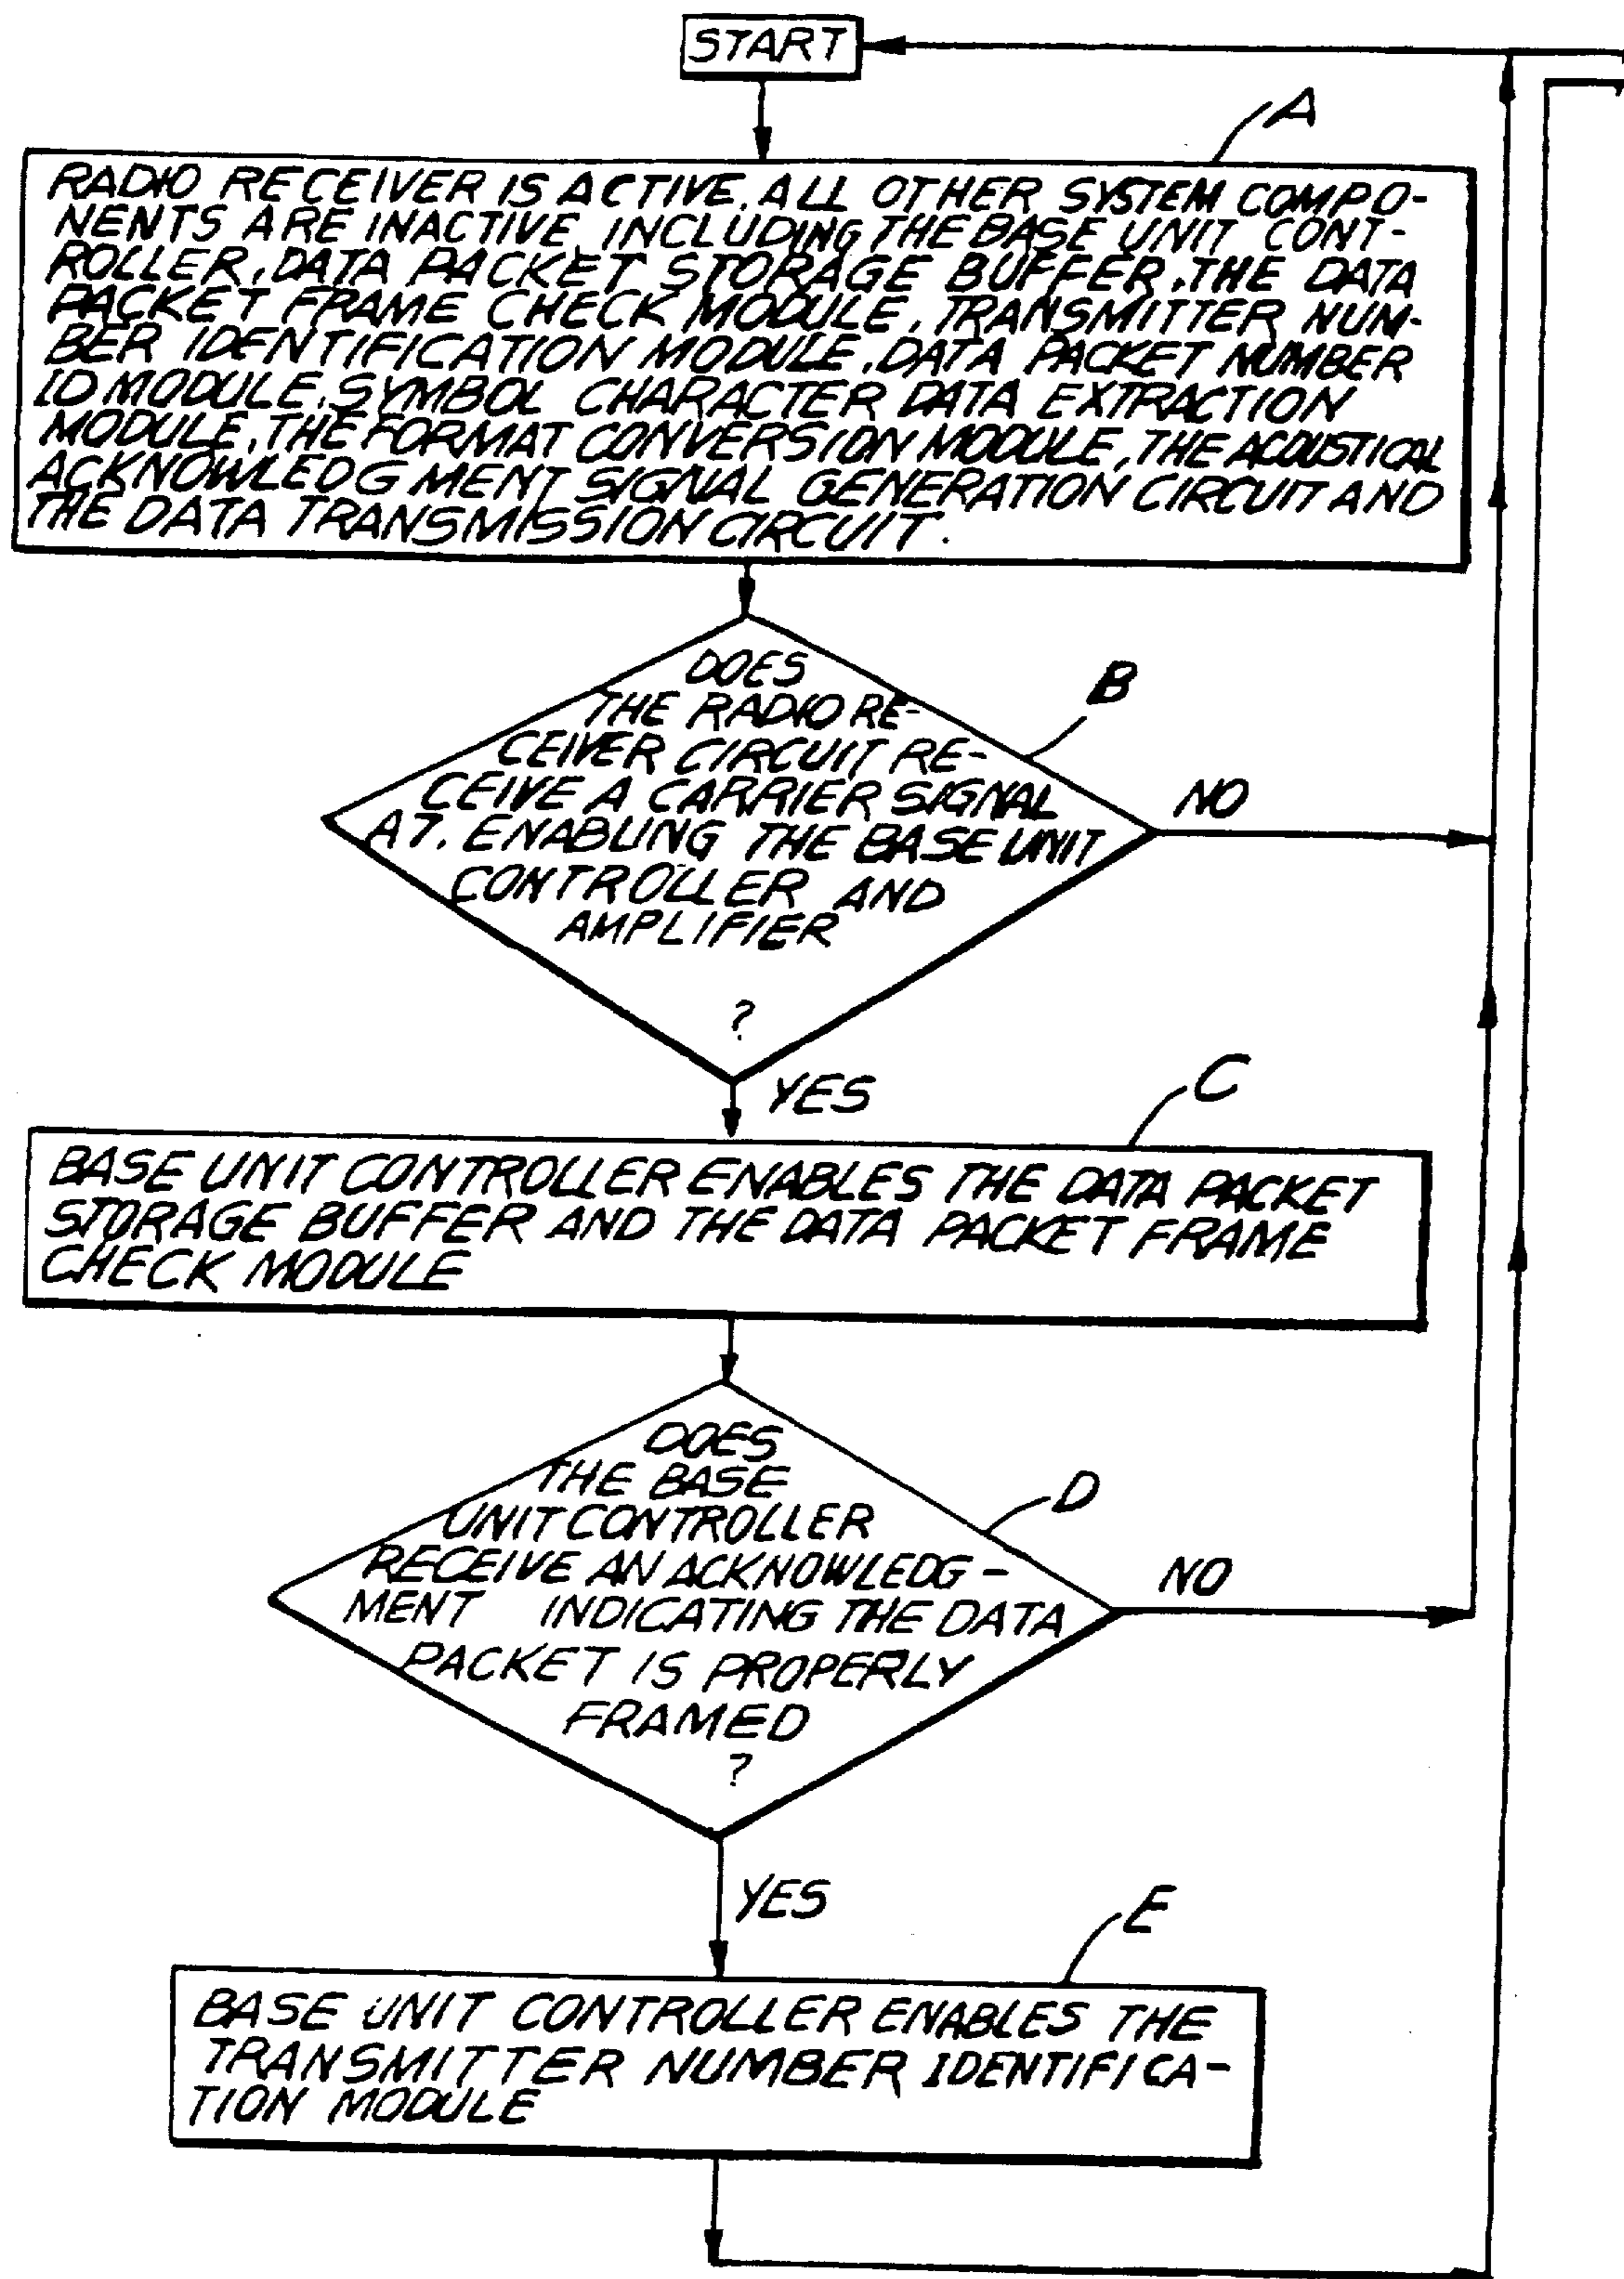 START
A
RADIO RECEIVER IS ACTIVE. ALL OTHER SYSTEM COMPO-
NENTS ARE INACTIVE, INCLUDING THE BASE UNIT CONT-
ROLLER, DATA PACKET STORAGE BUFFER, THE DATA
PACKET FRAME CHECK MODULE, TRANSMITTER NUM-
BER IDENTIFICATION MODULE, DATA PACKET NUMBER
ID MODULE, SYMBOL CHARACTER DATA EXTRACTION
MODULE, THE FORMAT CONVERSION MODULE, THE ACOUSTICAL
ACKNOWLEDGMENT SIGNAL GENERATION CIRCUIT AND
THE DATA TRANSMISSION CIRCUIT.
B
DOES
THE RADIO RE-
CEIVER CIRCUIT RE-
CEIVE A CARRIER SIGNAL
AT. ENABLING THE BASE UNIT
CONTROLLER AND
AMPLIFIER
?
NO
YES
C
BASE UNIT CONTROLLER ENABLES THE DATA PACKET
STORAGE BUFFER AND THE DATA PACKET FRAME
CHECK MODULE
D
DOES
THE BASE
UNIT CONTROLLER
RECEIVE AN ACKNOWLEDG-
MENT INDICATING THE DATA
PACKET IS PROPERLY
FRAMED
?
NO
YES
E
BASE UNIT CONTROLLER ENABLES THE
TRANSMITTER NUMBER IDENTIFICA-
TION MODULE